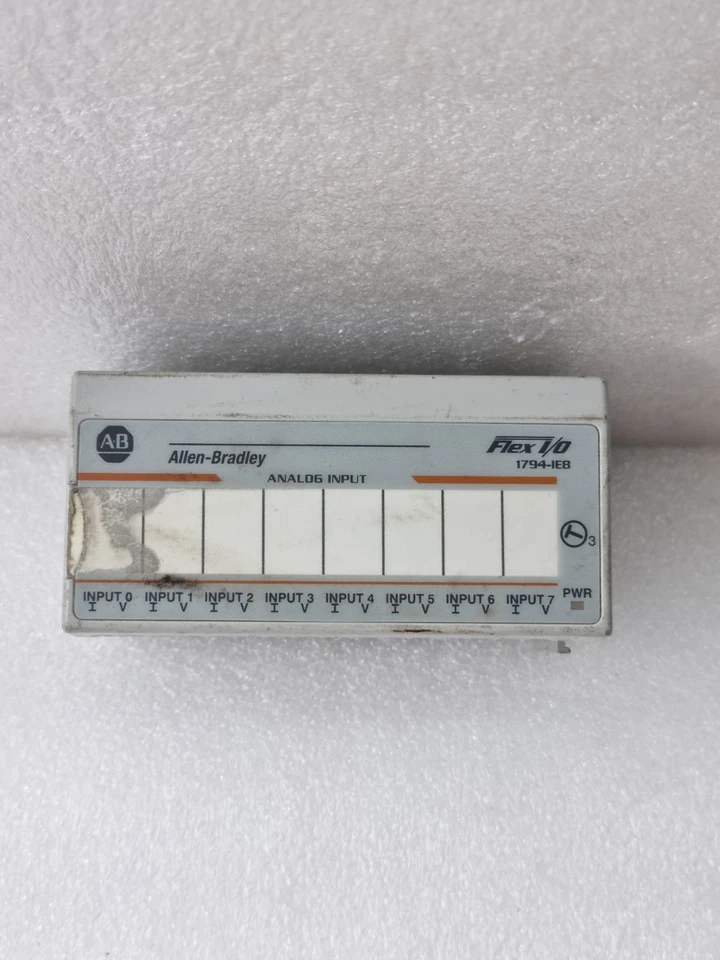 AB
Allen-Bradley
Flex I/O
1794-IE8
ANALOG INPUT
3
INPUT 0 INPUT 1 INPUT 2 INPUT 3 INPUT 4 INPUT 5 INPUT 6 INPUT 7 PWR
I V I V I V I V I V I V I V I V